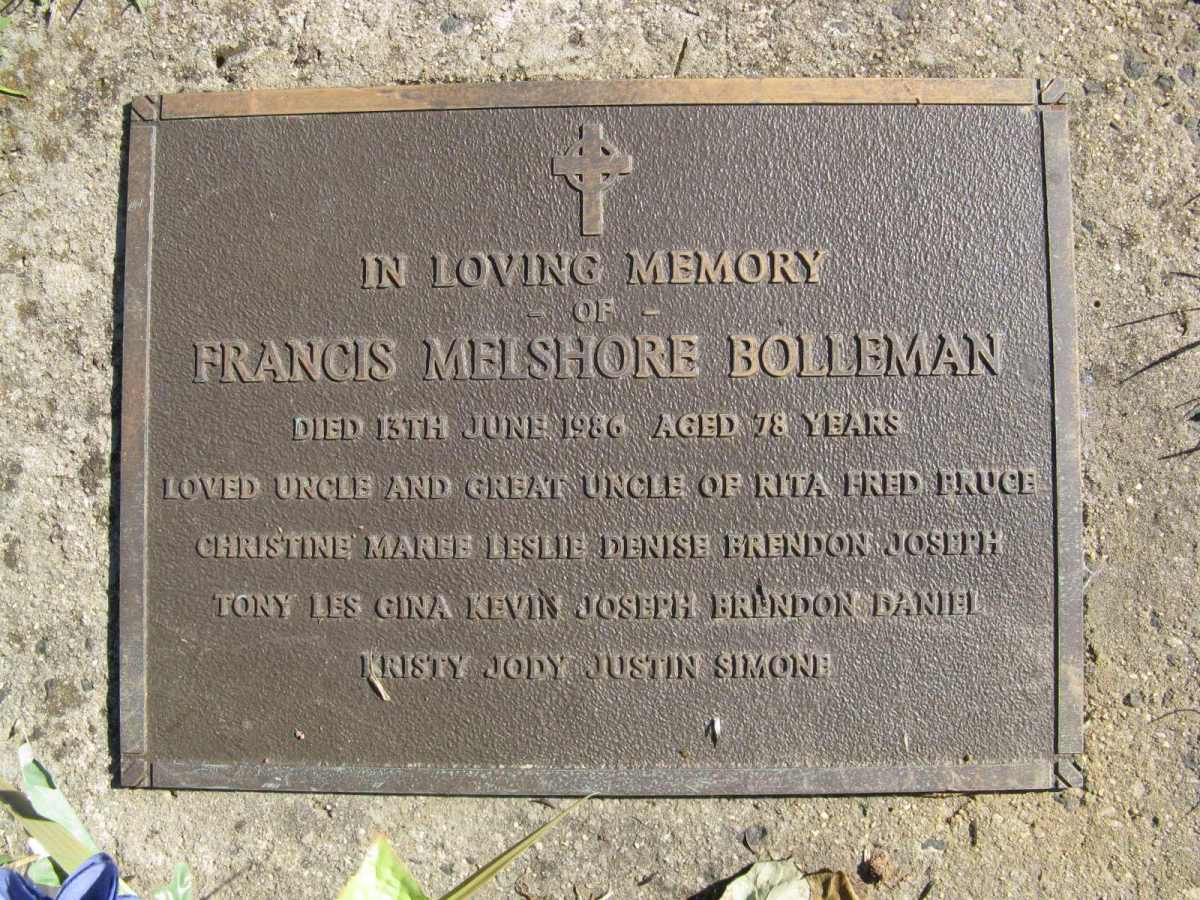 IN LOVING MEMORY
- OF -
FRANCIS MELSHORE BOLLEMAN
DIED 13TH JUNE 1986 AGED 78 YEARS
LOVED UNCLE AND GREAT UNCLE OF RITA FRED BRUCE
CHRISTINE MAREE LESLIE DENISE BRENDON JOSEPH
TONY LES GINA KEVIN JOSEPH BRENDON DANIEL
KRISTY JODY JUSTIN SIMONE